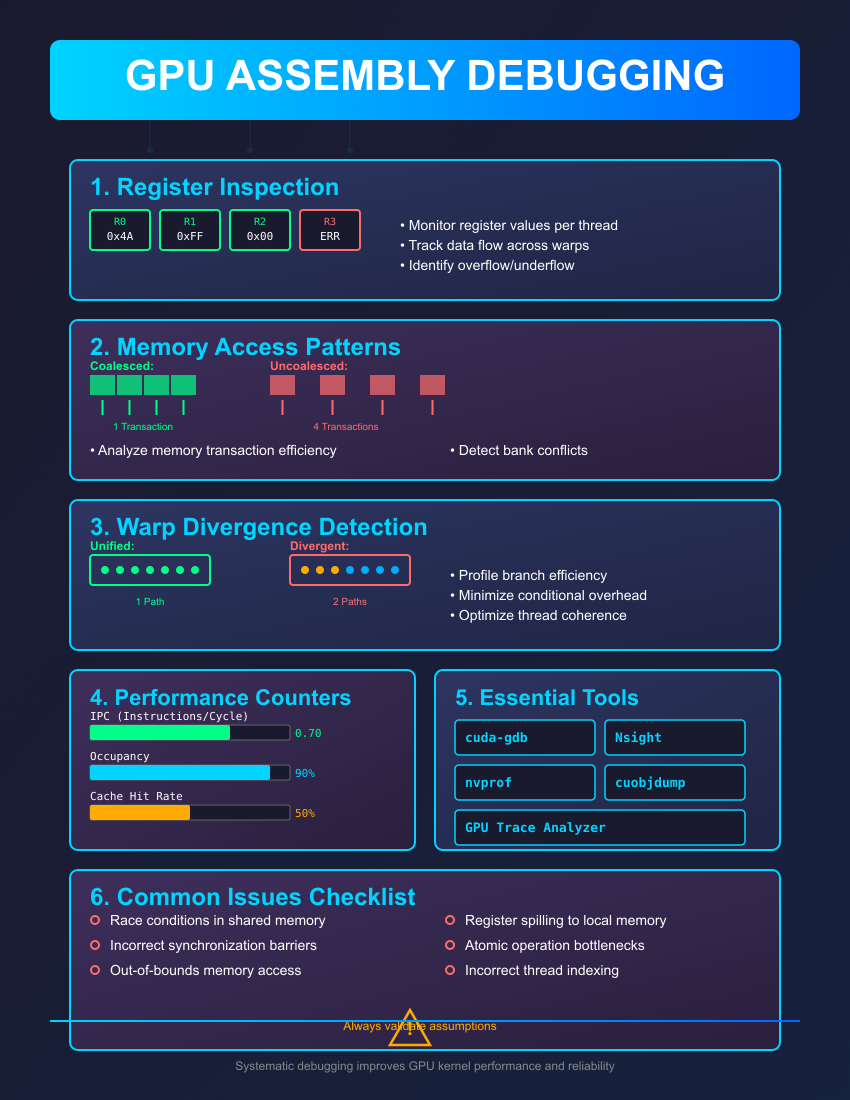 GPU ASSEMBLY DEBUGGING
1. Register Inspection
R0 R1 R2 R3
0x4A 0xFF 0x00 ERR
• Monitor register values per thread
• Track data flow across warps
• Identify overflow/underflow
2. Memory Access Patterns
Coalesced: Uncoalesced:
1 Transaction 4 Transactions
• Analyze memory transaction efficiency • Detect bank conflicts
3. Warp Divergence Detection
Unified: Divergent:
1 Path 2 Paths
• Profile branch efficiency
• Minimize conditional overhead
• Optimize thread coherence
4. Performance Counters
IPC (Instructions/Cycle)
0.70
Occupancy
90%
Cache Hit Rate
50%
5. Essential Tools
cuda-gdb Nsight
nvprof cuobjdump
GPU Trace Analyzer
6. Common Issues Checklist
Race conditions in shared memory
Incorrect synchronization barriers
Out-of-bounds memory access
Register spilling to local memory
Atomic operation bottlenecks
Incorrect thread indexing
!
Always validate assumptions
Systematic debugging improves GPU kernel performance and reliability